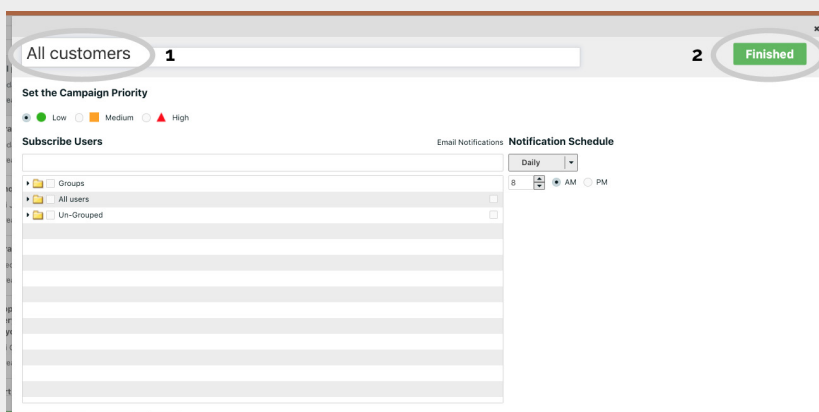 ×
All customers
1
2
Finished
Set the Campaign Priority
Low Medium High
Subscribe Users
Email Notifications
Notification Schedule
Daily
8 AM PM
Groups
All users
Un-Grouped